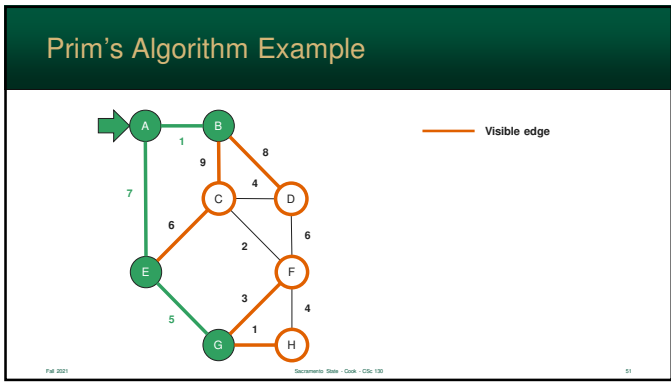 Prim's Algorithm Example
A
B
Visible edge
1
8
9
4
7
C
D
6
6
2
E
F
3
4
5
1
G
H
Fall 2021
Sacramento State - Cook - CSc 130
51